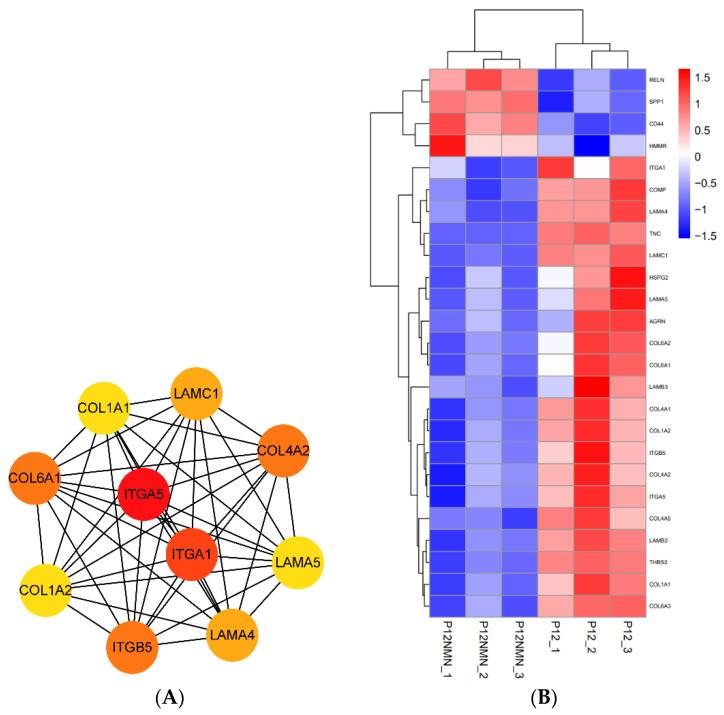 (A)
LAMC1
COL1A1
COL4A2
COL6A1
ITGA5
ITGA1
LAMA5
COL1A2
LAMA4
ITGB5
(B)
RELN
SPP1
CD44
HMMR
ITGA1
COMP
LAMA4
TNC
LAMC1
HSPG2
LAMA5
AGRN
COL6A2
COL6A1
LAMB3
COL4A1
COL1A2
ITGB5
COL4A2
ITGA5
COL4A5
LAMB2
THBS2
COL1A1
COL6A3
1.5
1
0.5
0
−0.5
−1
−1.5
P12NMN_1
P12NMN_2
P12NMN_3
P12_1
P12_2
P12_3